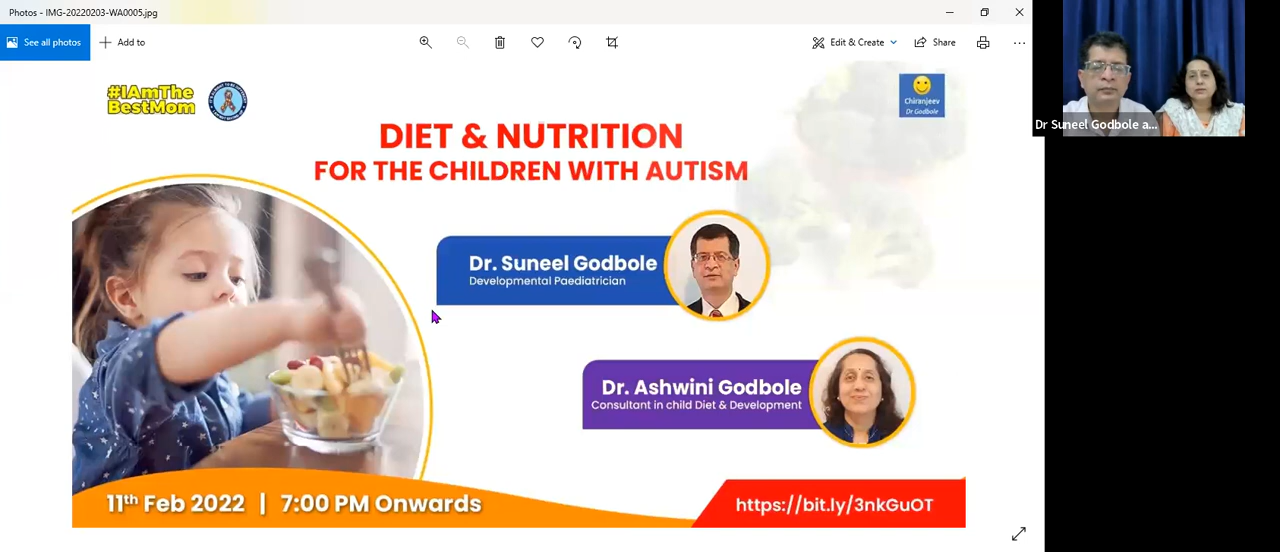 Photos - IMG-20220203-WA0005.jpg
See all photos
Add to
Edit & Create
Share
#IAmThe
BestMom
Chiranjeev
Dr Godbole
DIET & NUTRITION
FOR THE CHILDREN WITH AUTISM
Dr. Suneel Godbole
Developmental Paediatrician
Dr. Ashwini Godbole
Consultant in child Diet & Development
11th Feb 2022 | 7:00 PM Onwards
https://bit.ly/3nkGuOT
Dr Suneel Godbole a...